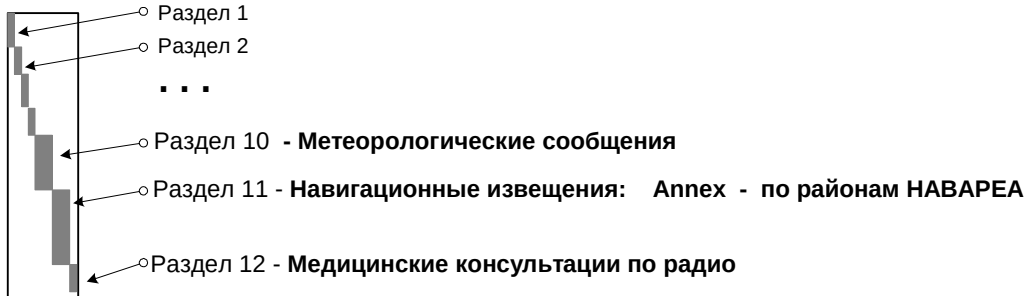 Раздел 1
Раздел 2
. . .
Раздел 10 - Метеорологические сообщения
Раздел 11 - Навигационные извещения: Annex - по районам НАВАРЕА
Раздел 12 - Медицинские консультации по радио